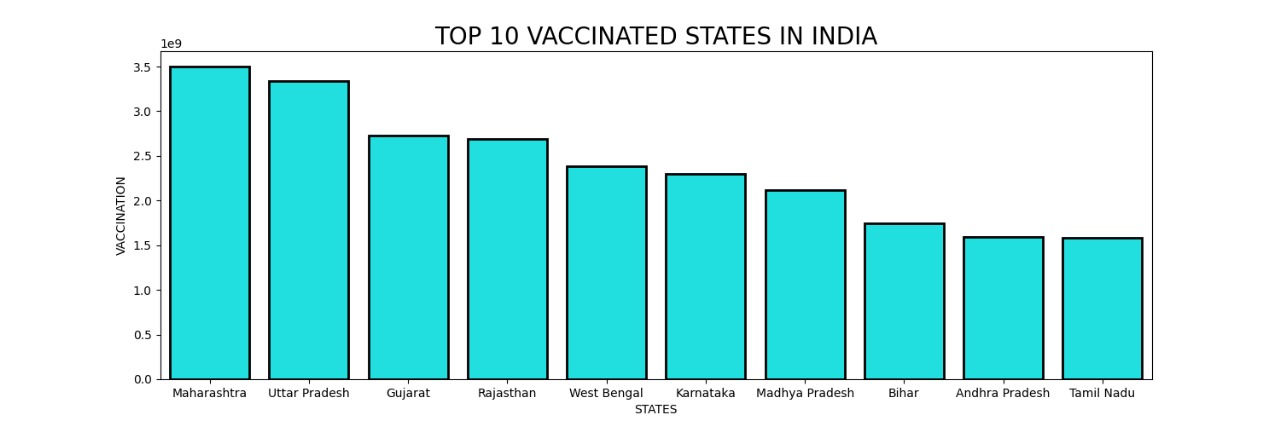 TOP 10 VACCINATED STATES IN INDIA
1e9
3.5
3.0
2.5
2.0
1.5
1.0
0.5
0.0
VACCINATION
Maharashtra Uttar Pradesh Gujarat Rajasthan West Bengal Karnataka Madhya Pradesh Bihar Andhra Pradesh Tamil Nadu
STATES